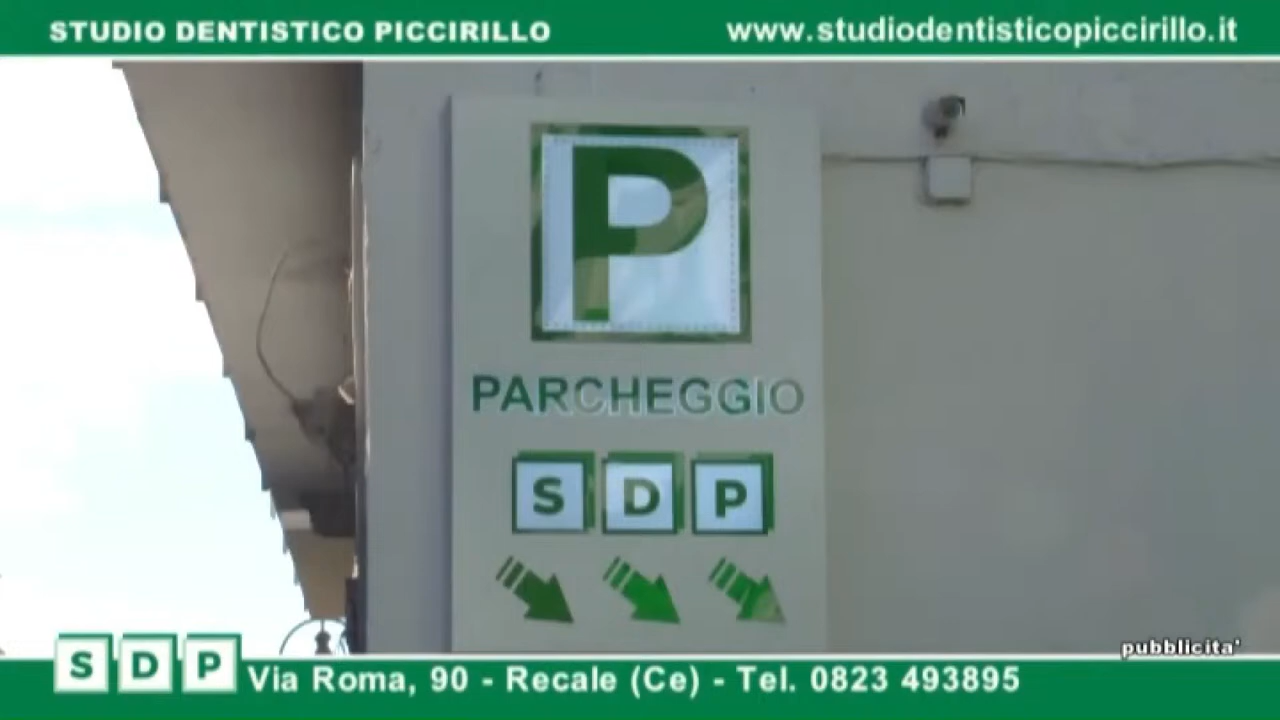 STUDIO DENTISTICO PICCIRILLO
www.studiodentisticopiccirillo.it
P
PARCHEGGIO
S D P
pubblicita'
S D P
Via Roma, 90 - Recale (Ce) - Tel. 0823 493895